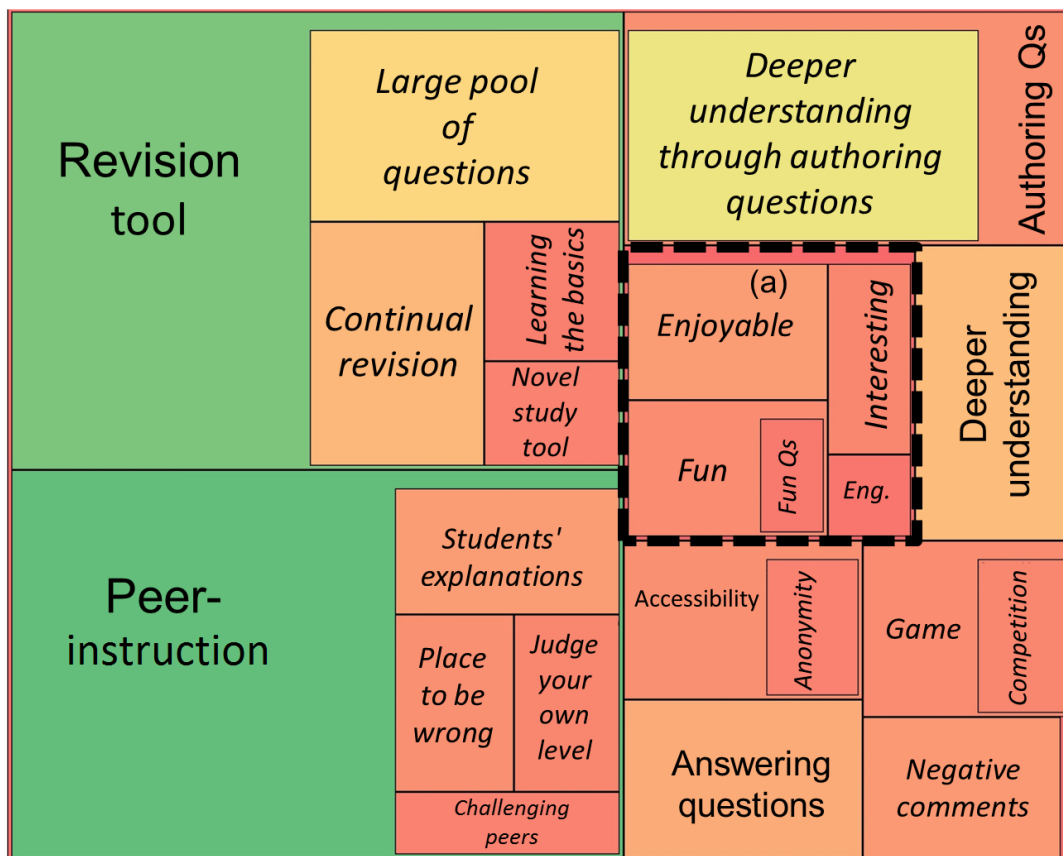 Revision
tool
Large pool
of
questions
Continual
revision
Learning
the basics
Novel
study
tool
Peer-
instruction
Students'
explanations
Place
to be
wrong
Judge
your
own
level
Challenging
peers
Deeper
understanding
through authoring
questions
Authoring Qs
(a)
Enjoyable
Interesting
Fun
Fun Qs
Eng.
Deeper
understanding
Accessibility
Anonymity
Game
Competition
Answering
questions
Negative
comments